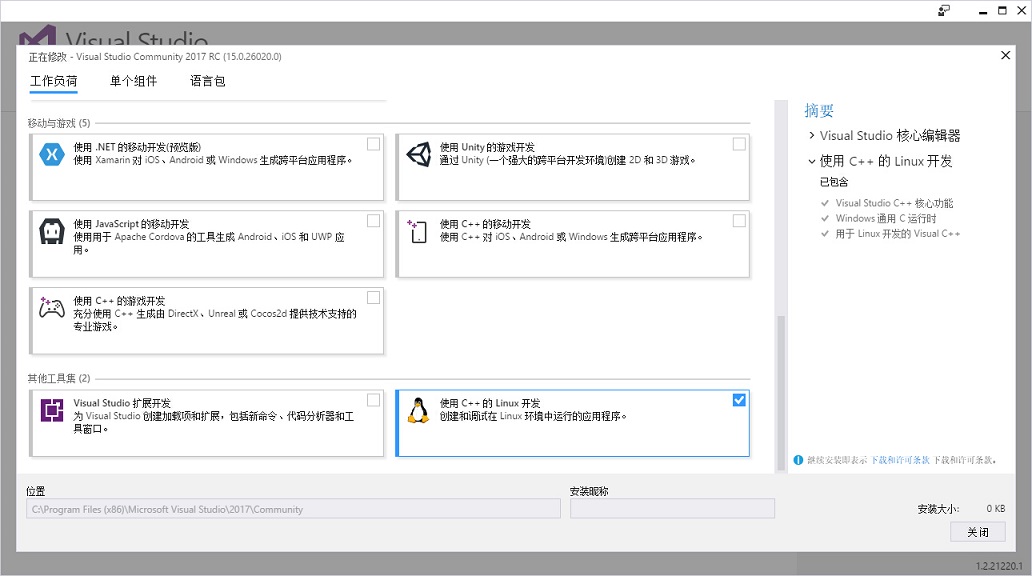 Visual Studio
正在修改 - Visual Studio Community 2017 RC (15.0.26020.0)
工作负荷 单个组件 语言包
移动与游戏 (5)
使用 .NET 的移动开发(预览版)
使用 Xamarin 对 iOS、Android 或 Windows 生成跨平台应用程序。
使用 Unity 的游戏开发
通过 Unity (一个强大的跨平台开发环境)创建 2D 和 3D 游戏。
使用 JavaScript 的移动开发
使用用于 Apache Cordova 的工具生成 Android、iOS 和 UWP 应
用。
使用 C++ 的移动开发
使用 C++ 对 iOS、Android 或 Windows 生成跨平台应用程序。
使用 C++ 的游戏开发
充分使用 C++ 生成由 DirectX、Unreal 或 Cocos2d 提供技术支持的
专业游戏。
其他工具集 (2)
Visual Studio 扩展开发
为 Visual Studio 创建加载项和扩展，包括新命令、代码分析器和工
具窗口。
使用 C++ 的 Linux 开发
创建和调试在 Linux 环境中运行的应用程序。
摘要
Visual Studio 核心编辑器
使用 C++ 的 Linux 开发
已包含
Visual Studio C++ 核心功能
Windows 通用 C 运行时
用于 Linux 开发的 Visual C++
继续安装即表示 下载和许可条款 下载和许可条款。
位置
C:\Program Files (x86)\Microsoft Visual Studio\2017\Community
安装昵称
安装大小: 0 KB
关闭
1.2.21220.1